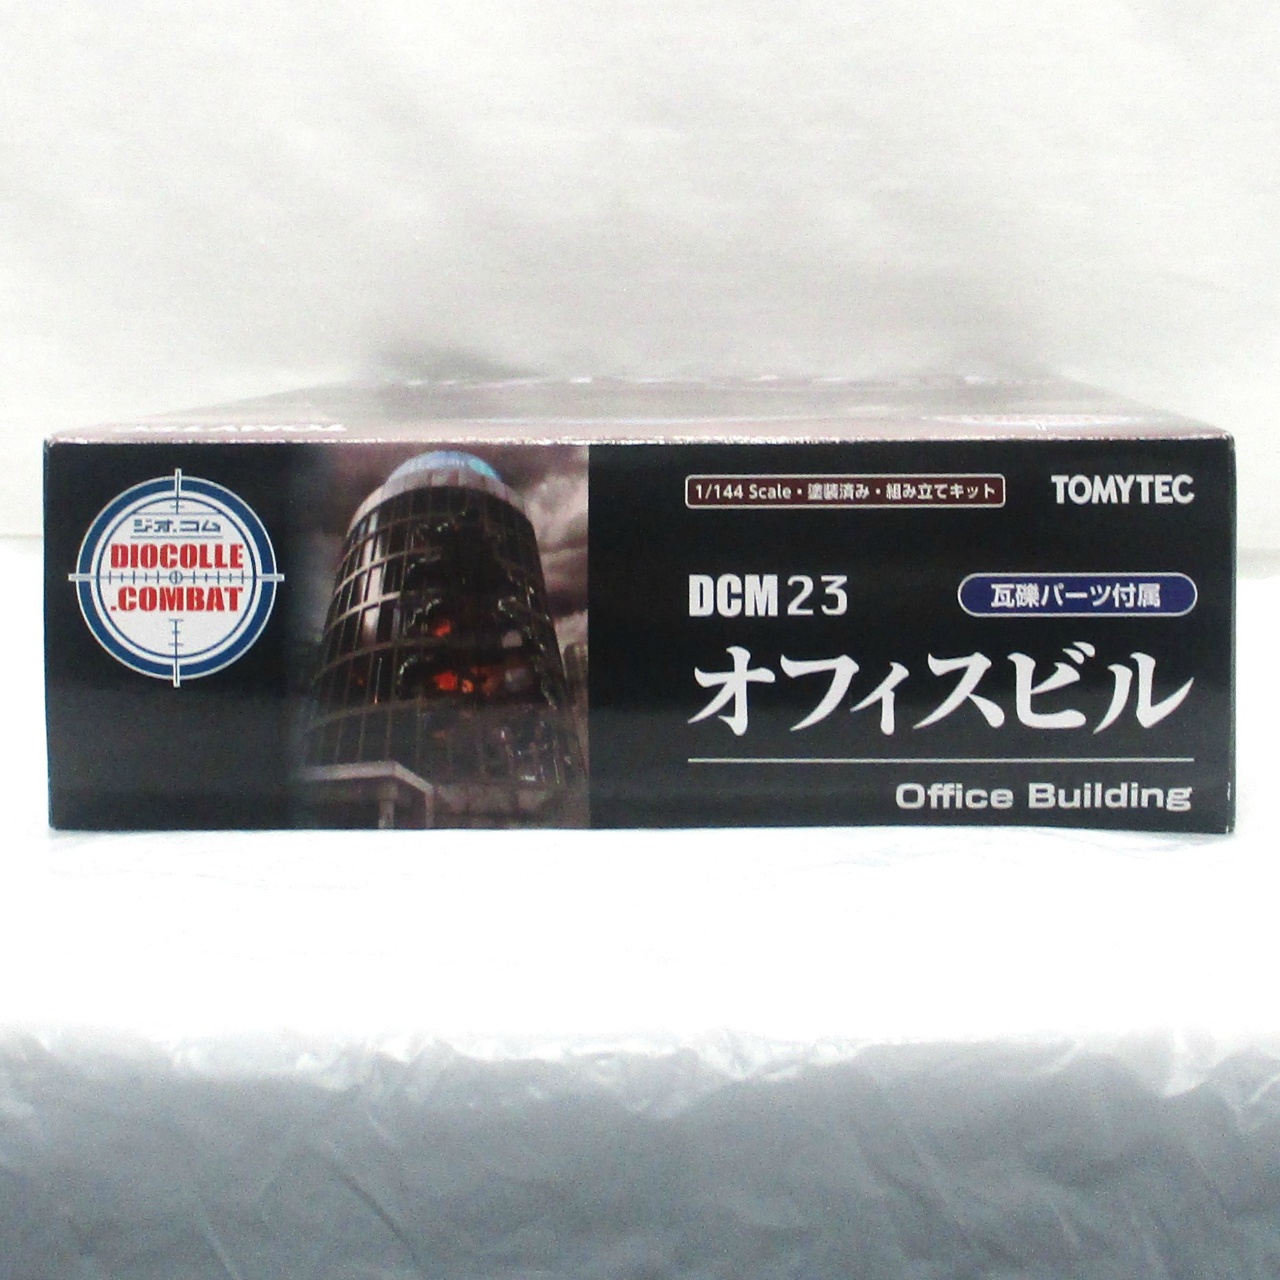 ジオ.コム
DIOCOLLE
.COMBAT
1/144 Scale・塗装済み・組み立てキット
TOMYTEC
DCM23
瓦礫パーツ付属
オフィスビル
Office Building